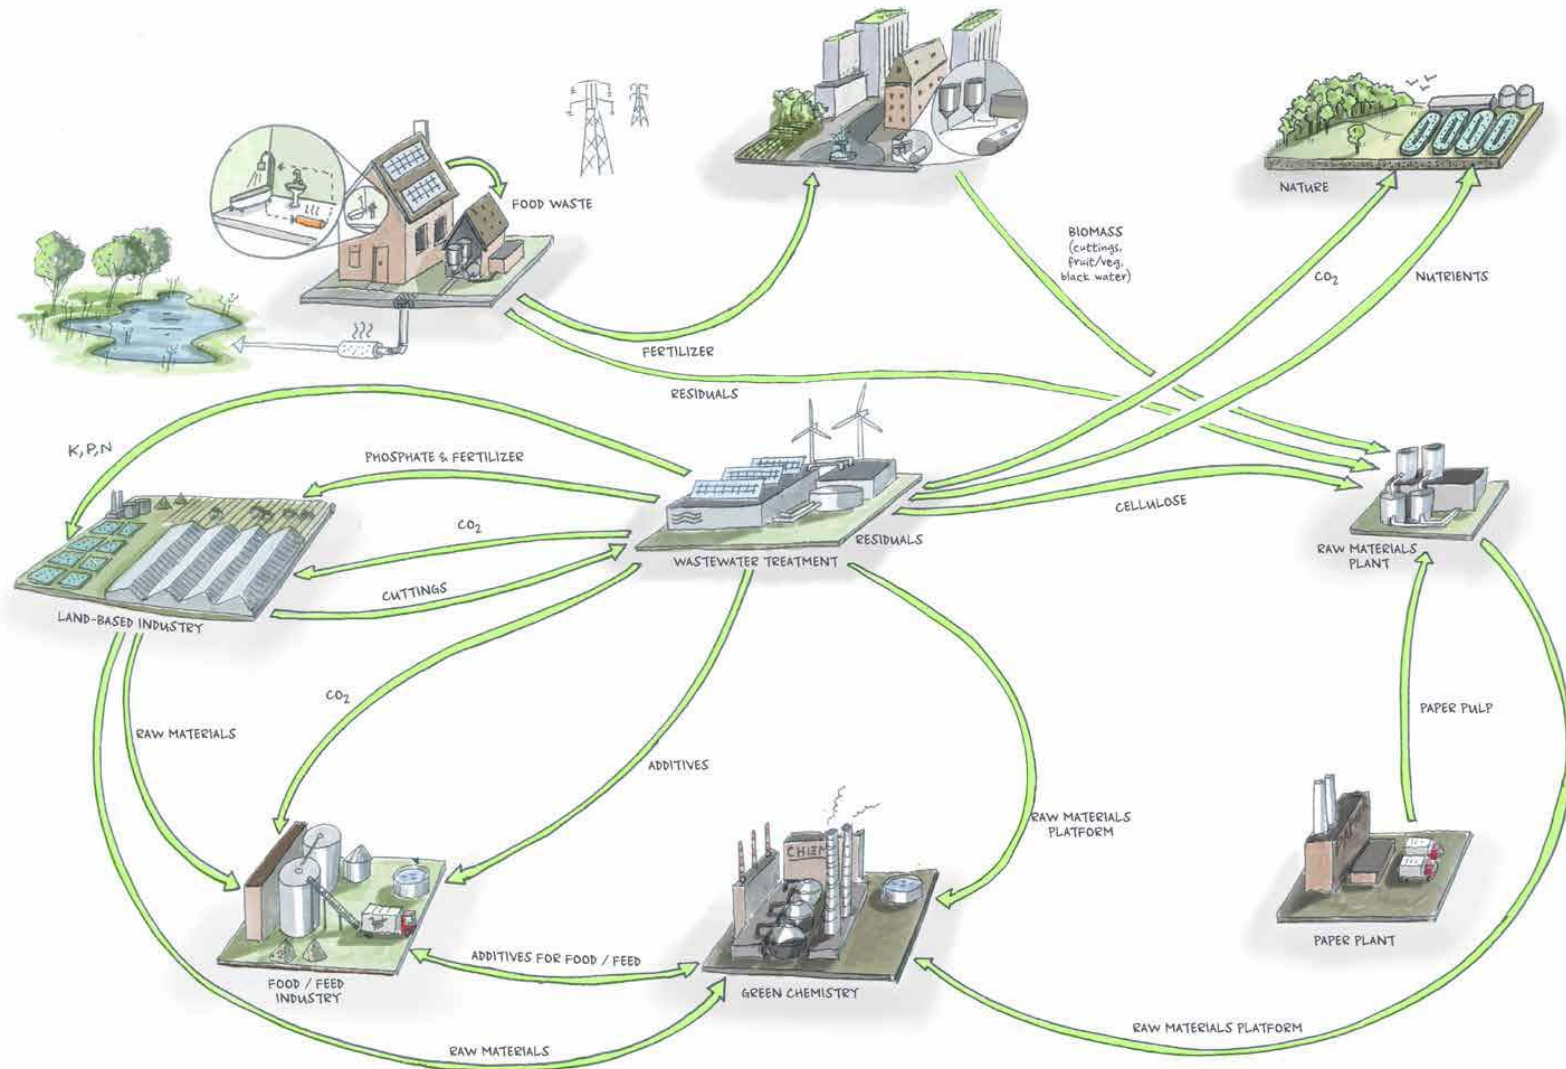 FOOD WASTE
NATURE
BIOMASS
(cuttings,
fruit/veg,
black water)
CO₂
NUTRIENTS
FERTILIZER
RESIDUALS
K, P, N
PHOSPHATE & FERTILIZER
CO₂
CUTTINGS
LAND-BASED INDUSTRY
RESIDUALS
WASTEWATER TREATMENT
CELLULOSE
RAW MATERIALS
PLANT
CO₂
RAW MATERIALS
ADDITIVES
PAPER PULP
RAW MATERIALS
PLATFORM
CHIEM
PAPER PLANT
ADDITIVES FOR FOOD / FEED
FOOD / FEED
INDUSTRY
GREEN CHEMISTRY
RAW MATERIALS
RAW MATERIALS PLATFORM